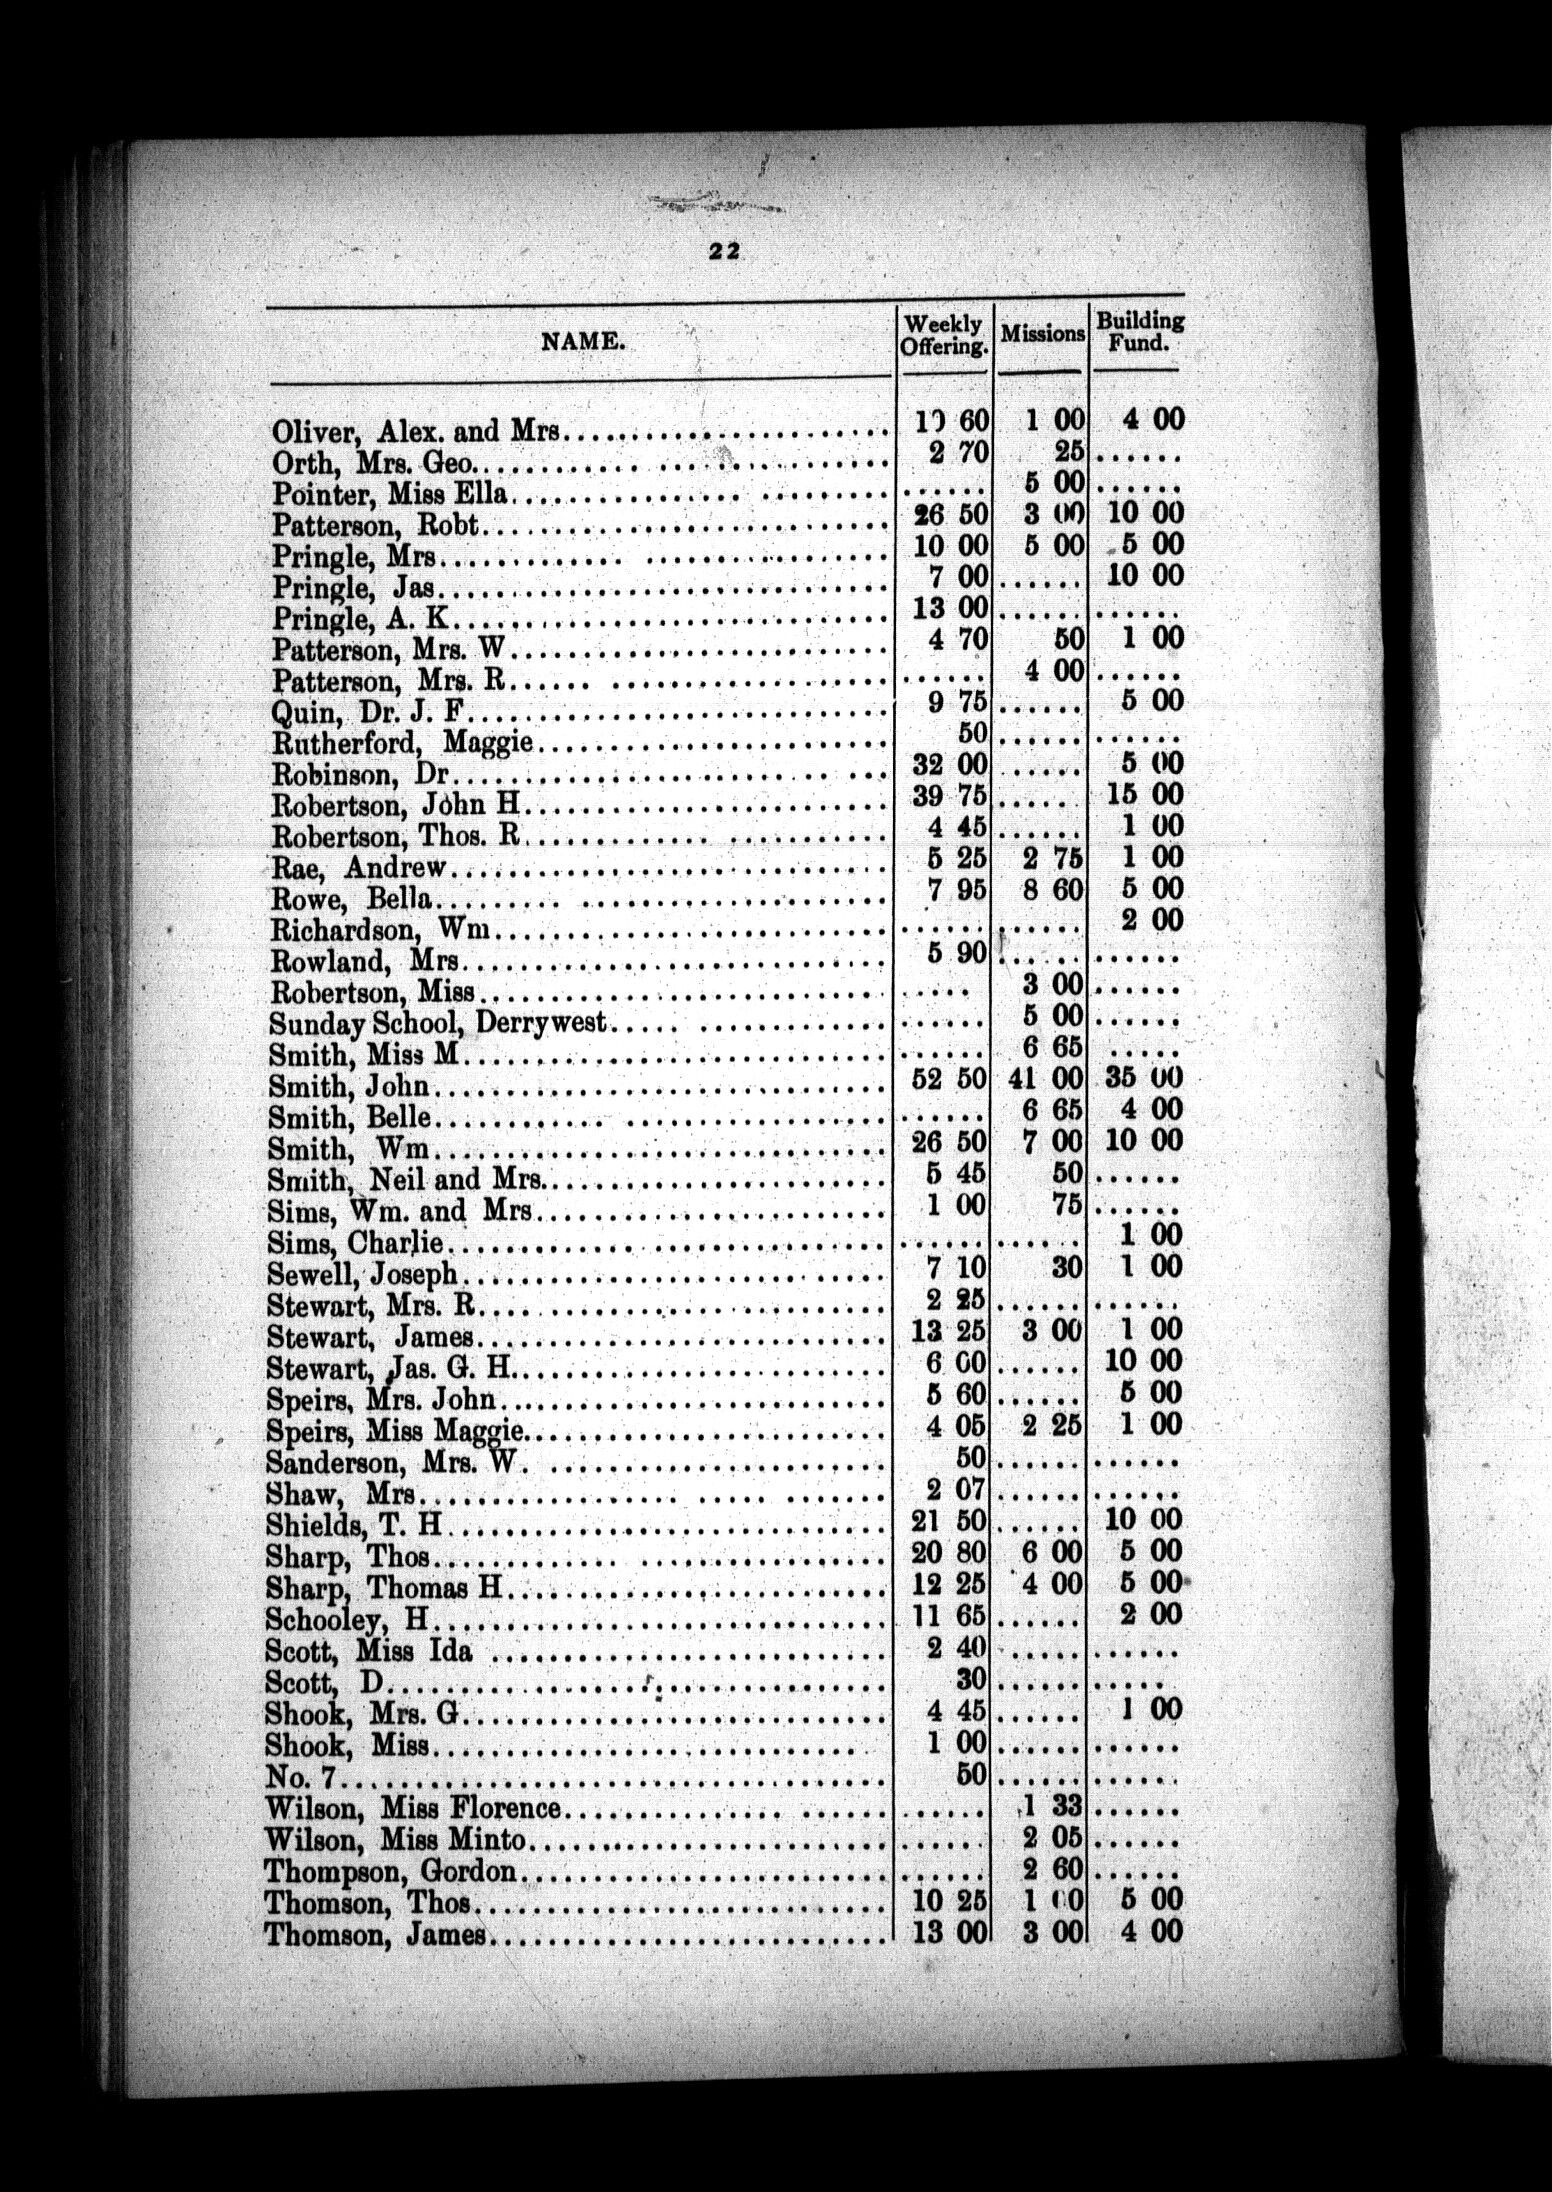 22
NAME. Weekly Offering. Missions Building Fund.
Oliver, Alex. and Mrs. 10 60 1 00 4 00
Orth, Mrs. Geo. 2 70 25 ......
Pointer, Miss Ella ...... 5 00 ......
Patterson, Robt. 26 50 3 00 10 00
Pringle, Mrs. 10 00 5 00 5 00
Pringle, Jas. 7 00 ...... 10 00
Pringle, A. K. 13 00 ...... ......
Patterson, Mrs. W. 4 70 50 1 00
Patterson, Mrs. R. ...... 4 00 ......
Quin, Dr. J. F. 9 75 ...... 5 00
Rutherford, Maggie 50 ...... ......
Robinson, Dr. 32 00 ...... 5 00
Robertson, John H. 39 75 ...... 15 00
Robertson, Thos. R. 4 45 ...... 1 00
Rae, Andrew 5 25 2 75 1 00
Rowe, Bella 7 95 8 60 5 00
Richardson, Wm. ...... ...... 2 00
Rowland, Mrs. 5 90 ...... ......
Robertson, Miss ...... 3 00 ......
Sunday School, Derrywest ...... 5 00 ......
Smith, Miss M. ...... 6 65 ......
Smith, John 52 50 41 00 35 00
Smith, Belle ...... 6 65 4 00
Smith, Wm. 26 50 7 00 10 00
Smith, Neil and Mrs. 5 45 50 ......
Sims, Wm. and Mrs. 1 00 75 ......
Sims, Charlie ...... ...... 1 00
Sewell, Joseph 7 10 30 1 00
Stewart, Mrs. R. 2 25 ...... ......
Stewart, James 13 25 3 00 1 00
Stewart, Jas. G. H. 6 00 ...... 10 00
Speirs, Mrs. John 5 60 ...... 5 00
Speirs, Miss Maggie 4 05 2 25 1 00
Sanderson, Mrs. W. 50 ...... ......
Shaw, Mrs. 2 07 ...... ......
Shields, T. H. 21 50 ...... 10 00
Sharp, Thos. 20 80 6 00 5 00
Sharp, Thomas H. 12 25 4 00 5 00
Schooley, H. 11 65 ...... 2 00
Scott, Miss Ida 2 40 ...... ......
Scott, D. 30 ...... ......
Shook, Mrs. G. 4 45 ...... 1 00
Shook, Miss 1 00 ...... ......
No. 7 50 ...... ......
Wilson, Miss Florence ...... 1 33 ......
Wilson, Miss Minto ...... 2 05 ......
Thompson, Gordon ...... 2 60 ......
Thomson, Thos. 10 25 1 00 5 00
Thomson, James 13 00 3 00 4 00